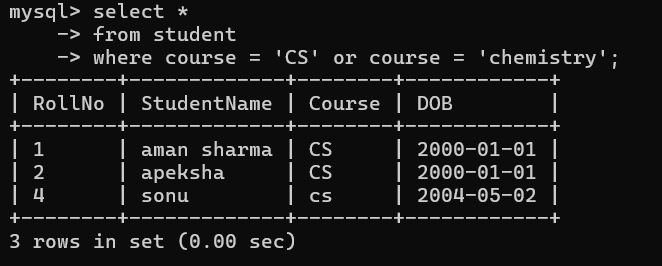 mysql> select *
    -> from student
    -> where course = 'CS' or course = 'chemistry';
+--------+--------------+--------+------------+
| RollNo | StudentName  | Course | DOB        |
+--------+--------------+--------+------------+
| 1      | aman sharma | CS     | 2000-01-01 |
| 2      | apeksha     | CS     | 2000-01-01 |
| 4      | sonu        | cs     | 2004-05-02 |
+--------+--------------+--------+------------+
3 rows in set (0.00 sec)